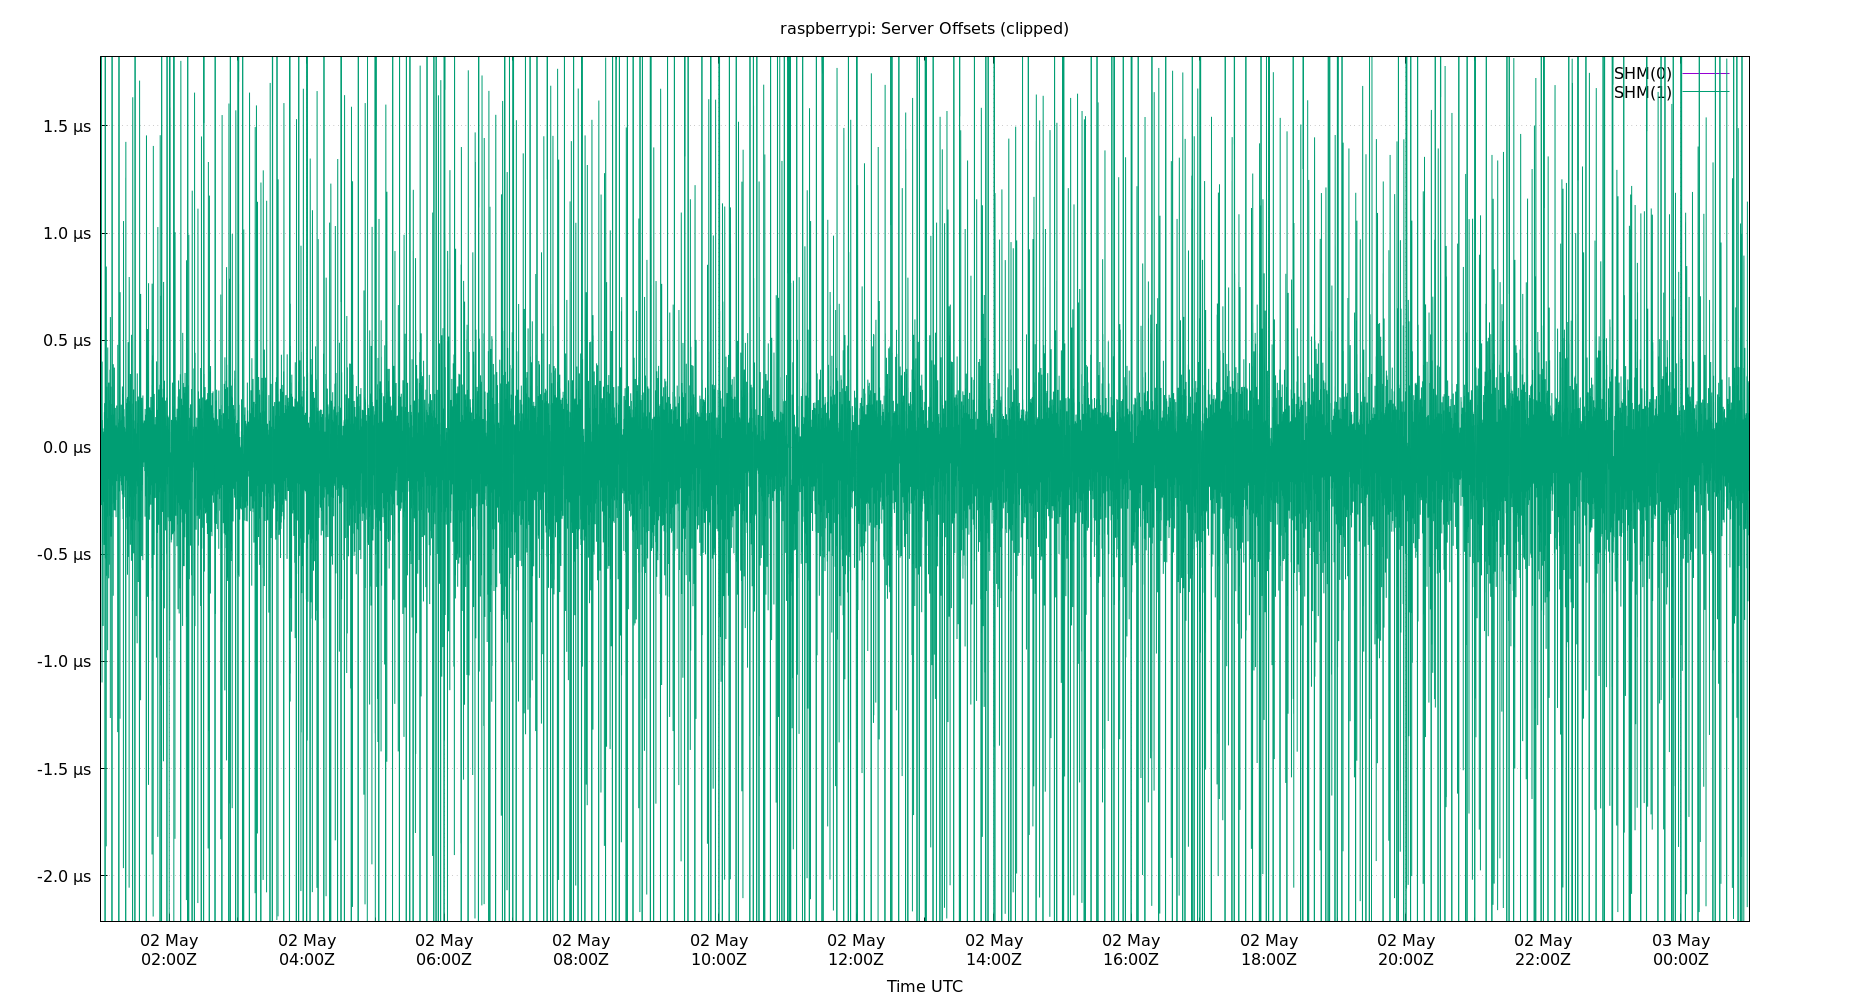 raspberrypi: Server Offsets (clipped)
SHM(0)
SHM(1)
1.5 µs
1.0 µs
0.5 µs
0.0 µs
-0.5 µs
-1.0 µs
-1.5 µs
-2.0 µs
02 May 02 May 02 May 02 May 02 May 02 May 02 May 02 May 02 May 02 May 02 May 03 May
02:00Z 04:00Z 06:00Z 08:00Z 10:00Z 12:00Z 14:00Z 16:00Z 18:00Z 20:00Z 22:00Z 00:00Z
Time UTC